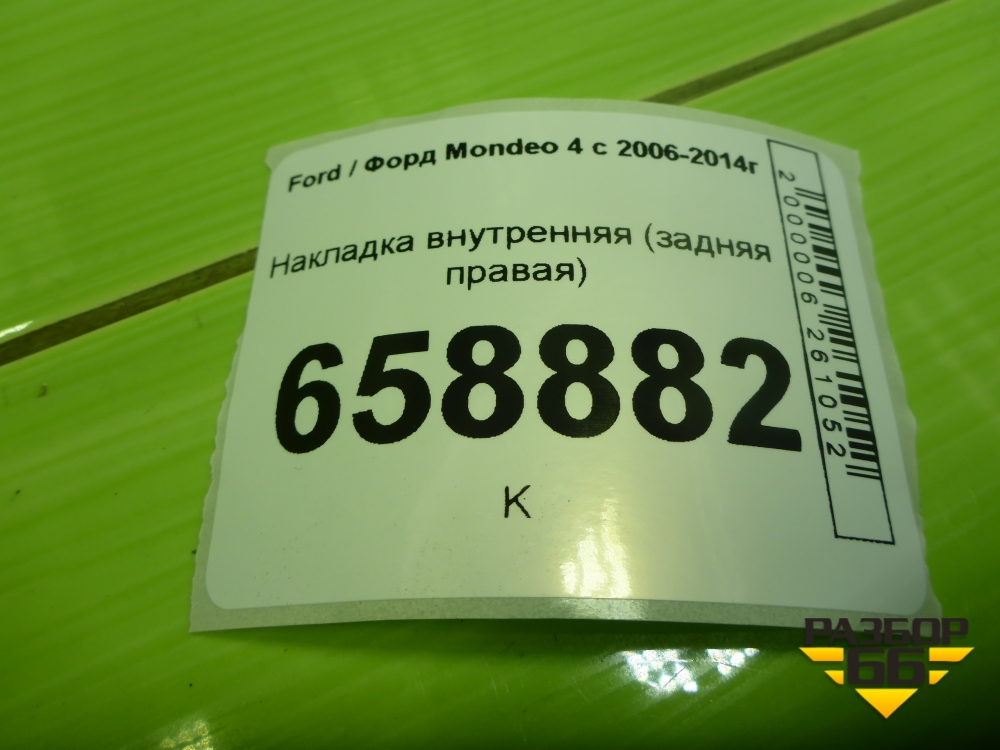 Ford / Форд Mondeo 4 с 2006-2014г
Накладка внутренняя (задняя
правая)
658882
К
2000006261052
РАЗБОР
66